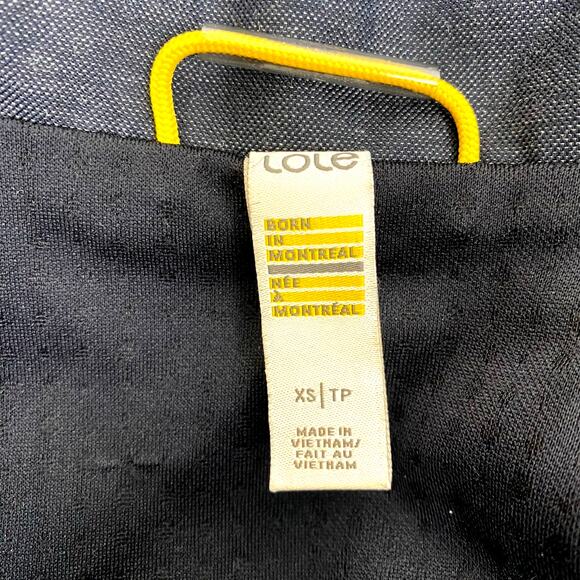 Lole
BORN
IN
MONTREAL
NÉE
À
MONTRÉAL
XS|TP
MADE IN
VIETNAM/
FAIT AU
VIETNAM